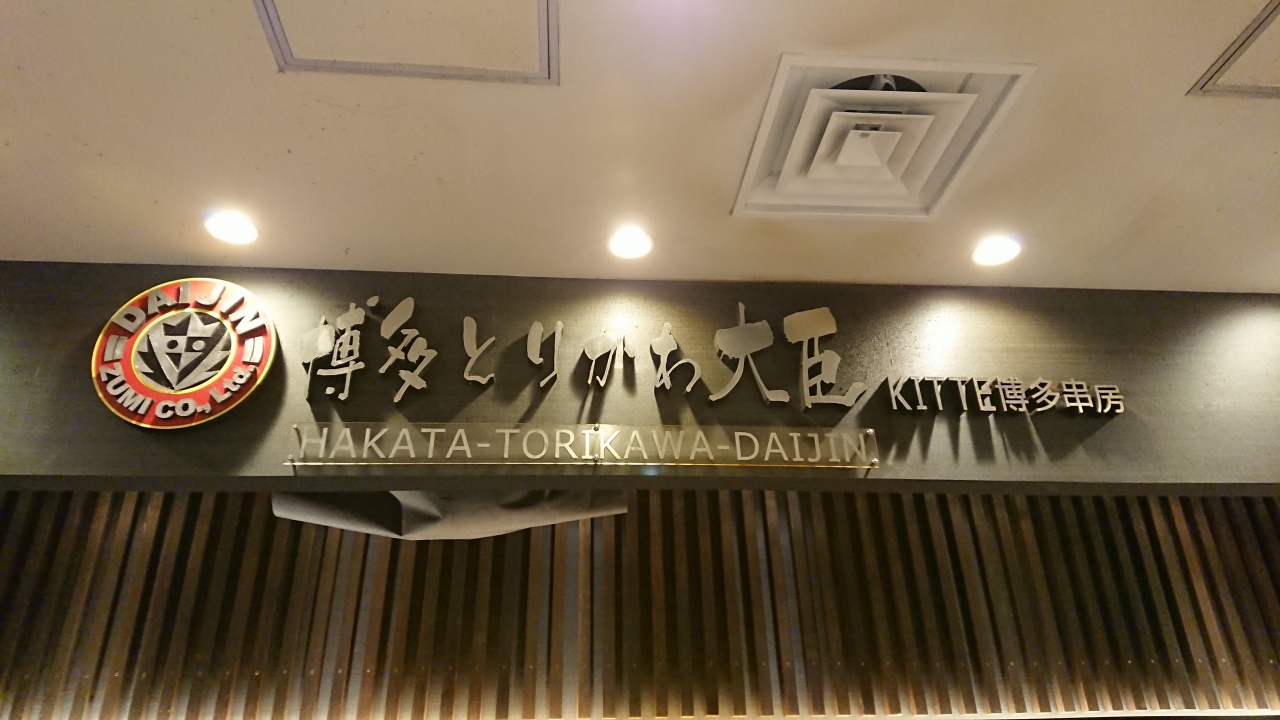 DAIJIN
ZUMI CO., Ltd.
博多とりかわ大臣
KITTE博多串房
HAKATA-TORIKAWA-DAIJIN